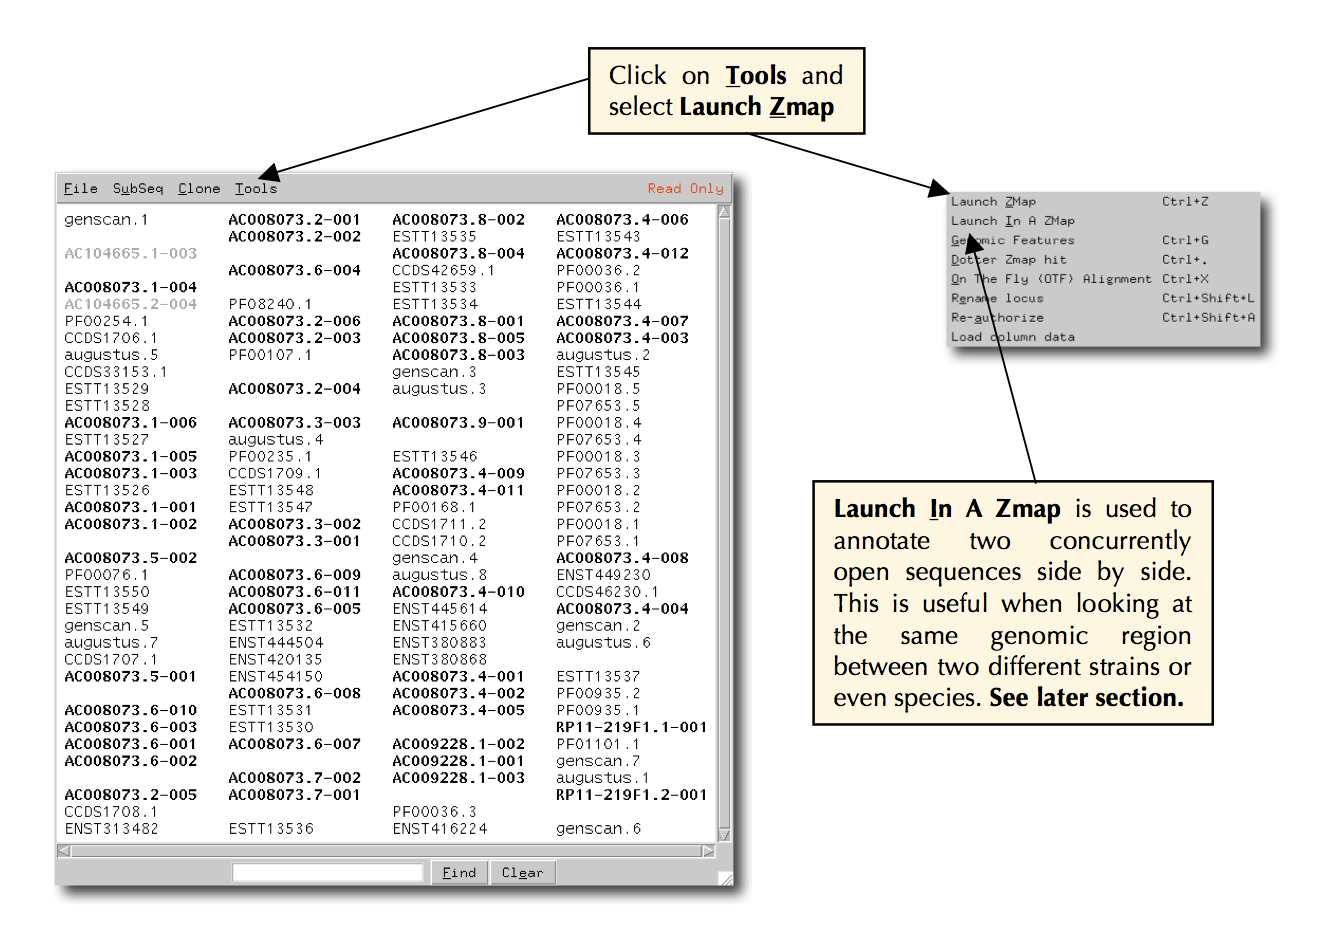 Click on Tools and
select Launch Zmap
File SubSeq Clone Tools Read Only
genscan.1 AC008073.2-001 AC008073.8-002 AC008073.4-006
AC008073.2-002 ESTT13535 ESTT13543
AC104665.1-003 AC008073.8-004 AC008073.4-012
AC008073.6-004 CCDS42659.1 PF00036.2
AC008073.1-004 ESTT13533 PF00036.1
AC104665.2-004 PF08240.1 ESTT13534 ESTT13544
PF00254.1 AC008073.2-006 AC008073.8-001 AC008073.4-007
CCDS1706.1 AC008073.2-003 AC008073.8-005 AC008073.4-003
augustus.5 PF00107.1 AC008073.8-003 augustus.2
CCDS33153.1 genscan.3 ESTT13545
ESTT13529 AC008073.2-004 augustus.3 PF00018.5
ESTT13528 PF07653.5
AC008073.1-006 AC008073.3-003 AC008073.9-001 PF00018.4
ESTT13527 augustus.4 PF07653.4
AC008073.1-005 PF00235.1 ESTT13546 PF00018.3
AC008073.1-003 CCDS1709.1 AC008073.4-009 PF07653.3
ESTT13526 ESTT13548 AC008073.4-011 PF00018.2
AC008073.1-001 ESTT13547 PF00168.1 PF07653.2
AC008073.1-002 AC008073.3-002 CCDS1711.2 PF00018.1
AC008073.3-001 CCDS1710.2 PF07653.1
AC008073.5-002 genscan.4 AC008073.4-008
PF00076.1 AC008073.6-009 augustus.8 ENST449230
ESTT13550 AC008073.6-011 AC008073.4-010 CCDS46230.1
ESTT13549 AC008073.6-005 ENST445614 AC008073.4-004
genscan.5 ESTT13532 ENST415660 genscan.2
augustus.7 ENST444504 ENST380883 augustus.6
CCDS1707.1 ENST420135 ENST380868
AC008073.5-001 ENST454150 AC008073.4-001 ESTT13537
AC008073.6-008 AC008073.4-002 PF00935.2
AC008073.6-010 ESTT13531 AC008073.4-005 PF00935.1
AC008073.6-003 ESTT13530 RP11-219F1.1-001
AC008073.6-001 AC008073.6-007 AC009228.1-002 PF01101.1
AC008073.6-002 AC009228.1-001 genscan.7
AC008073.7-002 AC009228.1-003 augustus.1
AC008073.2-005 AC008073.7-001 RP11-219F1.2-001
CCDS1708.1 PF00036.3
ENST313482 ESTT13536 ENST416224 genscan.6
Find Clear
Launch ZMap Ctrl+Z
Launch In A ZMap
Genomic Features Ctrl+G
Dotter Zmap hit Ctrl+.
On The Fly (OTF) Alignment Ctrl+X
Rename locus Ctrl+Shift+L
Re-authorize Ctrl+Shift+A
Load column data
Launch In A Zmap is used to
annotate two concurrently
open sequences side by side.
This is useful when looking at
the same genomic region
between two different strains or
even species. See later section.